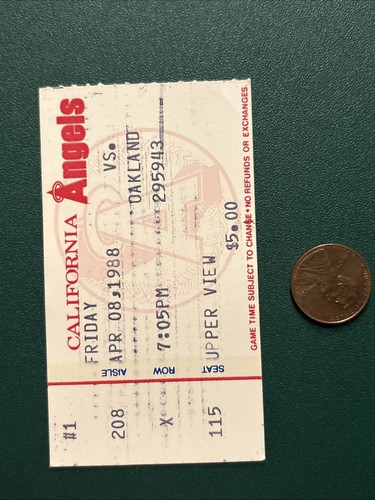 CALIFORNIA Angels
FRIDAY VS.
APR 08,1988 OAKLAND
7:05PM 295943
UPPER VIEW $5.00
GAME TIME SUBJECT TO CHANGE • NO REFUNDS OR EXCHANGES
#1
208 AISLE
X ROW
115 SEAT